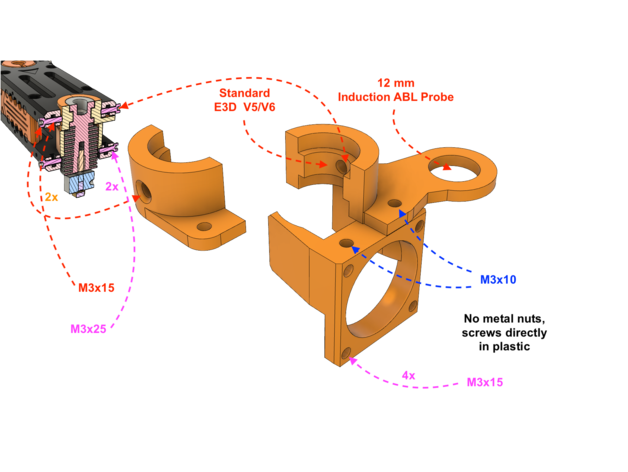 Standard
E3D V5/V6
12 mm
Induction ABL Probe
2x
2x
M3x15
M3x25
M3x10
No metal nuts,
screws directly
in plastic
4x
M3x15